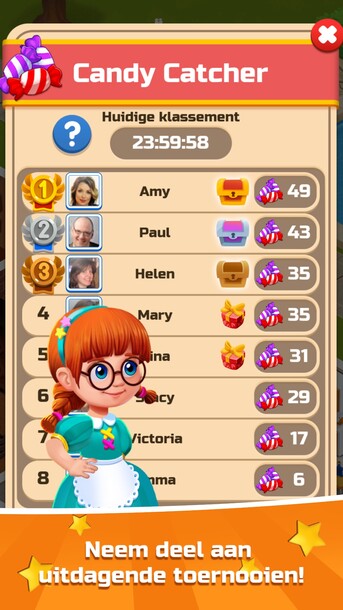 Candy Catcher
Huidige klassement
?
23:59:58
1 Amy 49
2 Paul 43
3 Helen 35
4 Mary 35
5 31
6 29
7 Victoria 17
8 6
Neem deel aan
uitdagende toernooien!